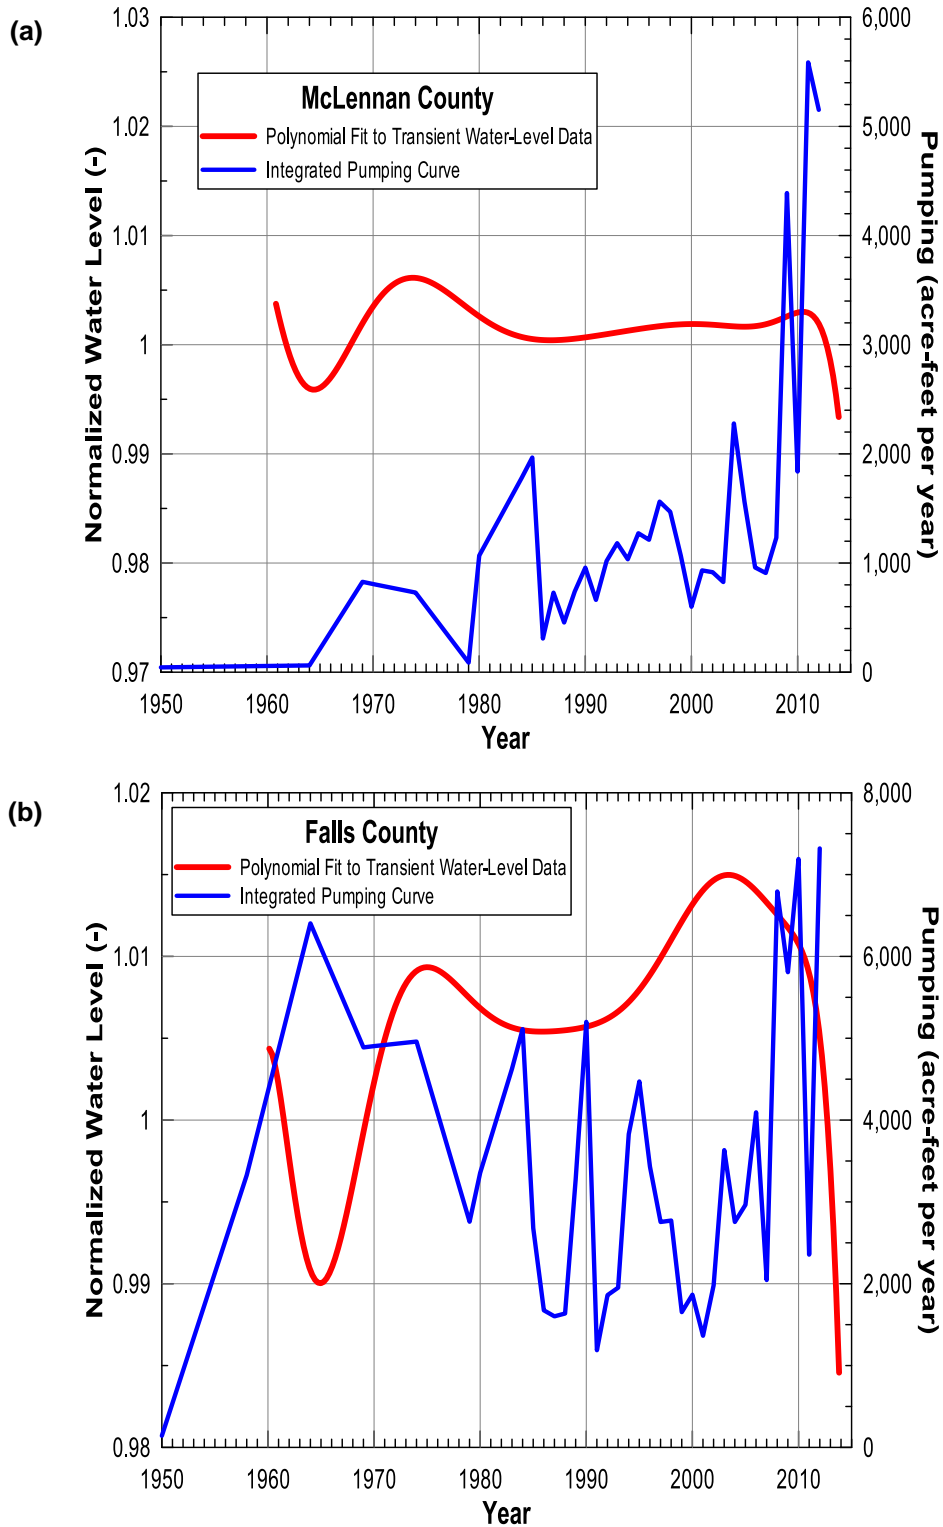 (a)
McLennan County
Polynomial Fit to Transient Water-Level Data
Integrated Pumping Curve
Normalized Water Level (-)
1.03
1.02
1.01
1
0.99
0.98
0.97
Pumping (acre-feet per year)
6,000
5,000
4,000
3,000
2,000
1,000
0
1950 1960 1970 1980 1990 2000 2010
Year
(b)
Falls County
Polynomial Fit to Transient Water-Level Data
Integrated Pumping Curve
Normalized Water Level (-)
1.02
1.01
1
0.99
0.98
Pumping (acre-feet per year)
8,000
6,000
4,000
2,000
0
1950 1960 1970 1980 1990 2000 2010
Year